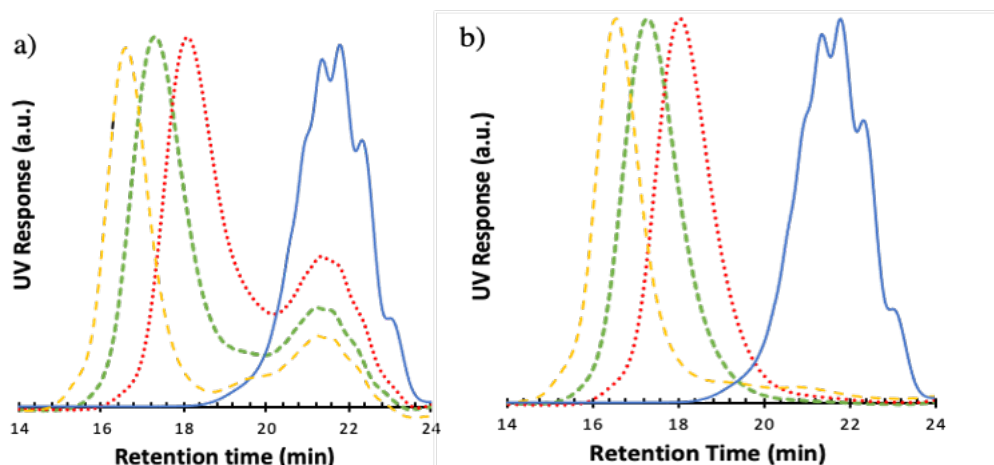 a)
UV Response (a.u.)
14 16 18 20 22 24
Retention time (min)
b)
UV Response (a.u.)
14 16 18 20 22 24
Retention Time (min)